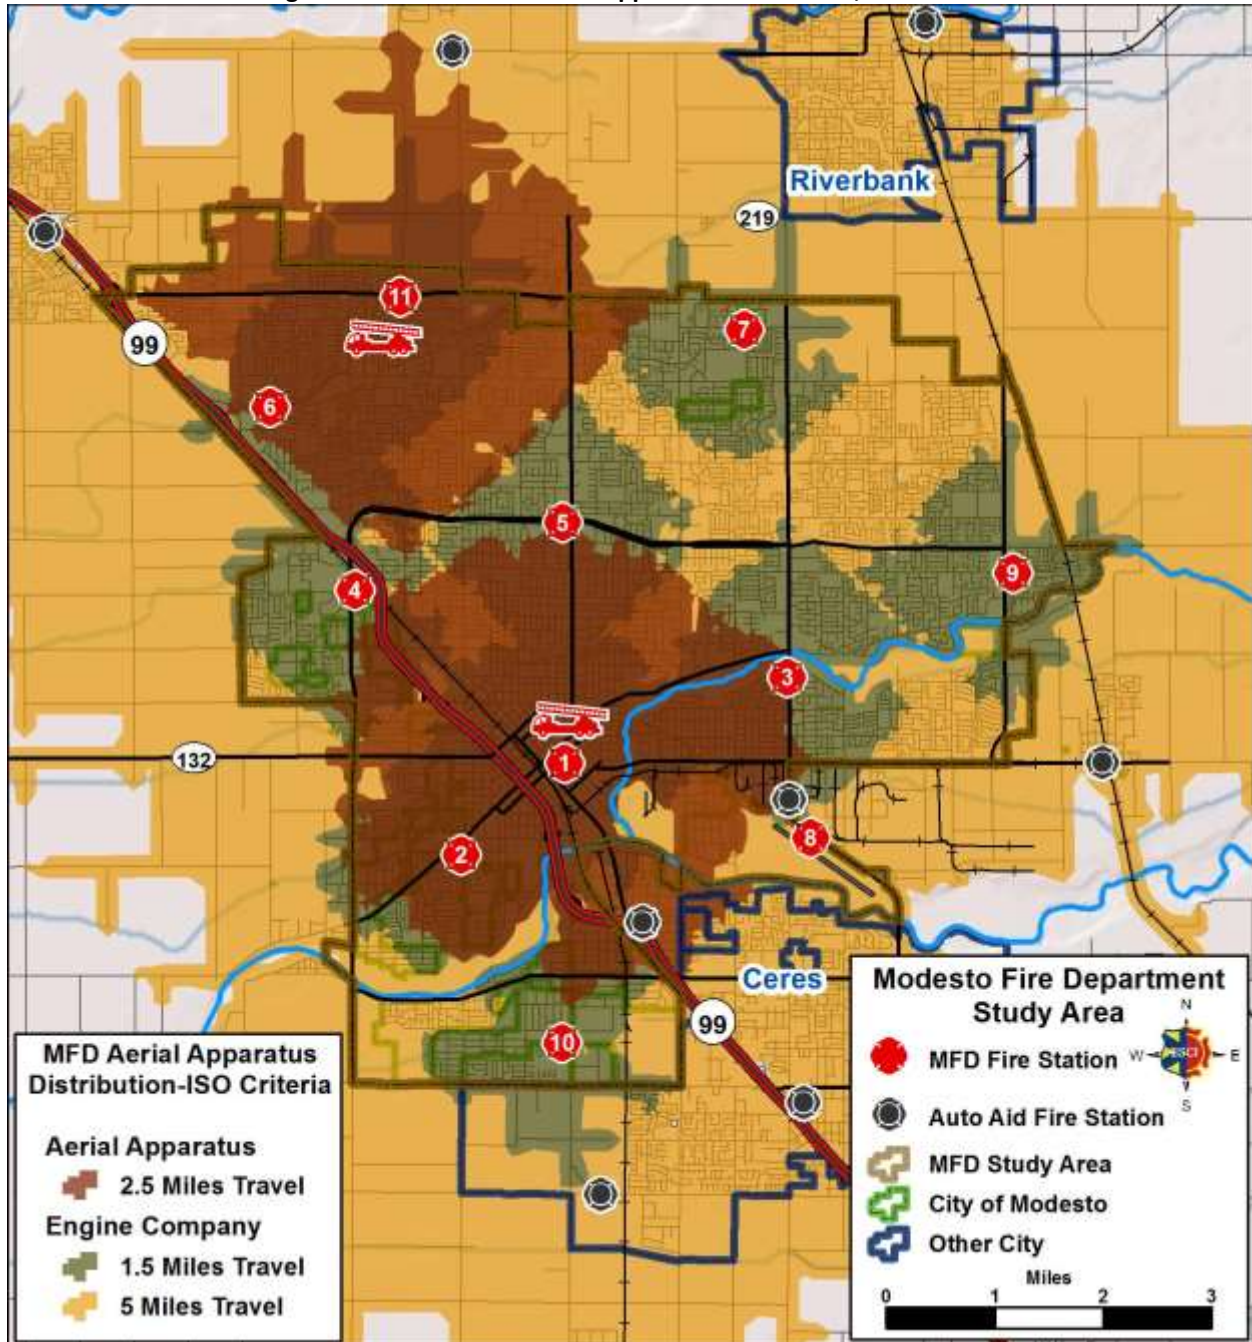 Riverbank
219
11
7
99
6
5
9
4
3
132
1
2
8
Ceres
99
10
MFD Aerial Apparatus
Distribution-ISO Criteria
Aerial Apparatus
2.5 Miles Travel
Engine Company
1.5 Miles Travel
5 Miles Travel
Modesto Fire Department
Study Area
N
W
E
S
MFD Fire Station
Auto Aid Fire Station
MFD Study Area
City of Modesto
Other City
Miles
0 1 2 3